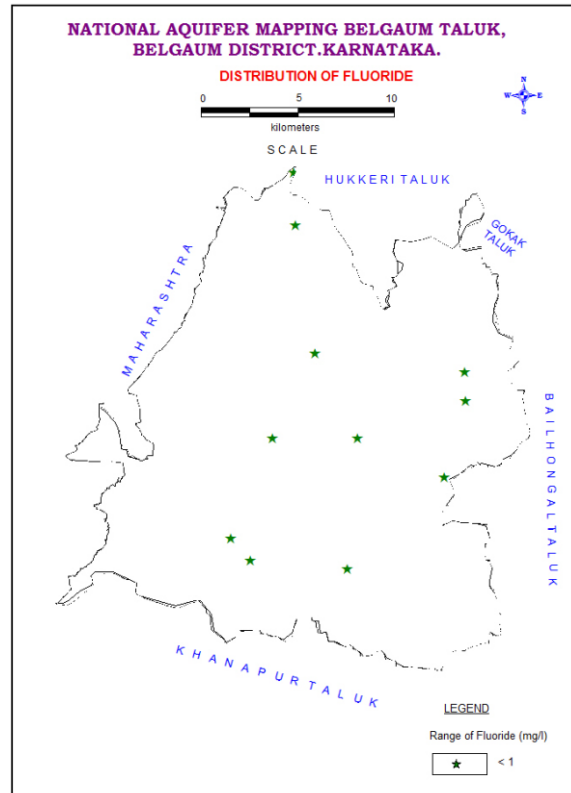 NATIONAL AQUIFER MAPPING BELGAUM TALUK,
BELGAUM DISTRICT.KARNATAKA.
DISTRIBUTION OF FLUORIDE
0 5 10
kilometers
SCALE
N
W E
S
HUKKERI TALUK
GOKAK
TALUK
MAHARASHTRA
BAILHONGAL TALUK
KHANAPUR TALUK
LEGEND
Range of Fluoride (mg/l)
< 1